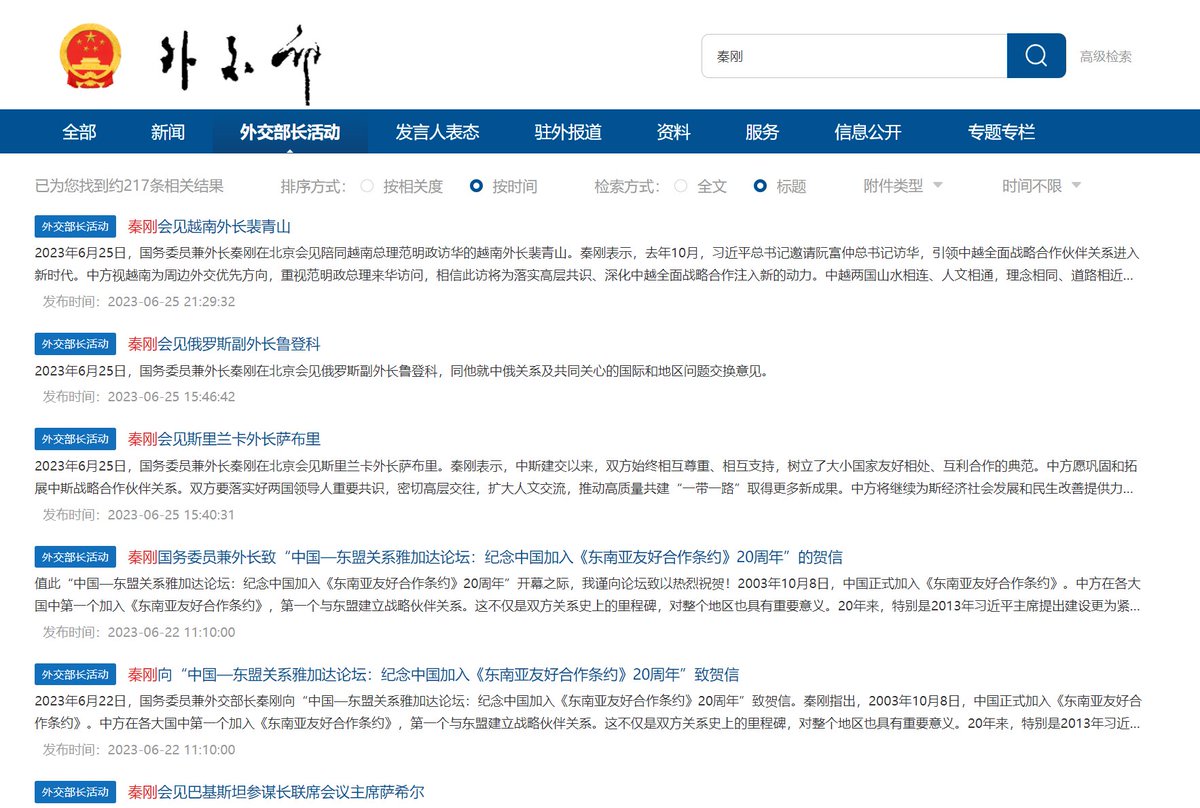 外交部
秦刚
高级检索
全部 新闻 外交部长活动 发言人表态 驻外报道 资料 服务 信息公开 专题专栏
已为您找到约217条相关结果 排序方式： 按相关度 按时间 检索方式： 全文 标题 附件类型 时间不限
外交部长活动 秦刚会见越南外长裴青山
2023年6月25日，国务委员兼外长秦刚在北京会见陪同越南总理范明政访华的越南外长裴青山。秦刚表示，去年10月，习近平总书记邀请阮富仲总书记访华，引领中越全面战略合作伙伴关系进入
新时代。中方视越南为周边外交优先方向，重视范明政总理来华访问，相信此访将为落实高层共识、深化中越全面战略合作注入新的动力。中越两国山水相连、人文相通，理念相同、道路相近...
发布时间：2023-06-25 21:29:32
外交部长活动 秦刚会见俄罗斯副外长鲁登科
2023年6月25日，国务委员兼外长秦刚在北京会见俄罗斯副外长鲁登科，同他就中俄关系及共同关心的国际和地区问题交换意见。
发布时间：2023-06-25 15:46:42
外交部长活动 秦刚会见斯里兰卡外长萨布里
2023年6月25日，国务委员兼外长秦刚在北京会见斯里兰卡外长萨布里。秦刚表示，中斯建交以来，双方始终相互尊重、相互支持，树立了大小国家友好相处、互利合作的典范。中方愿巩固和拓
展中斯战略合作伙伴关系。双方要落实好两国领导人重要共识，密切高层交往，扩大人文交流，推动高质量共建“一带一路”取得更多新成果。中方将继续为斯经济社会发展和民生改善提供力...
发布时间：2023-06-25 15:40:31
外交部长活动 秦刚国务委员兼外长致“中国—东盟关系雅加达论坛：纪念中国加入《东南亚友好合作条约》20周年”的贺信
值此“中国—东盟关系雅加达论坛：纪念中国加入《东南亚友好合作条约》20周年”开幕之际，我谨向论坛致以热烈祝贺！2003年10月8日，中国正式加入《东南亚友好合作条约》。中方在各大
国中第一个加入《东南亚友好合作条约》，第一个与东盟建立战略伙伴关系。这不仅是双方关系史上的里程碑，对整个地区也具有重要意义。20年来，特别是2013年习近平主席提出建设更为紧...
发布时间：2023-06-22 11:10:00
外交部长活动 秦刚向“中国—东盟关系雅加达论坛：纪念中国加入《东南亚友好合作条约》20周年”致贺信
2023年6月22日，国务委员兼外交部长秦刚向“中国—东盟关系雅加达论坛：纪念中国加入《东南亚友好合作条约》20周年”致贺信。秦刚指出，2003年10月8日，中国正式加入《东南亚友好合
作条约》。中方在各大国中第一个加入《东南亚友好合作条约》，第一个与东盟建立战略伙伴关系。这不仅是双方关系史上的里程碑，对整个地区也具有重要意义。20年来，特别是2013年习近...
发布时间：2023-06-22 11:10:00
外交部长活动 秦刚会见巴基斯坦参谋长联席会议主席萨希尔